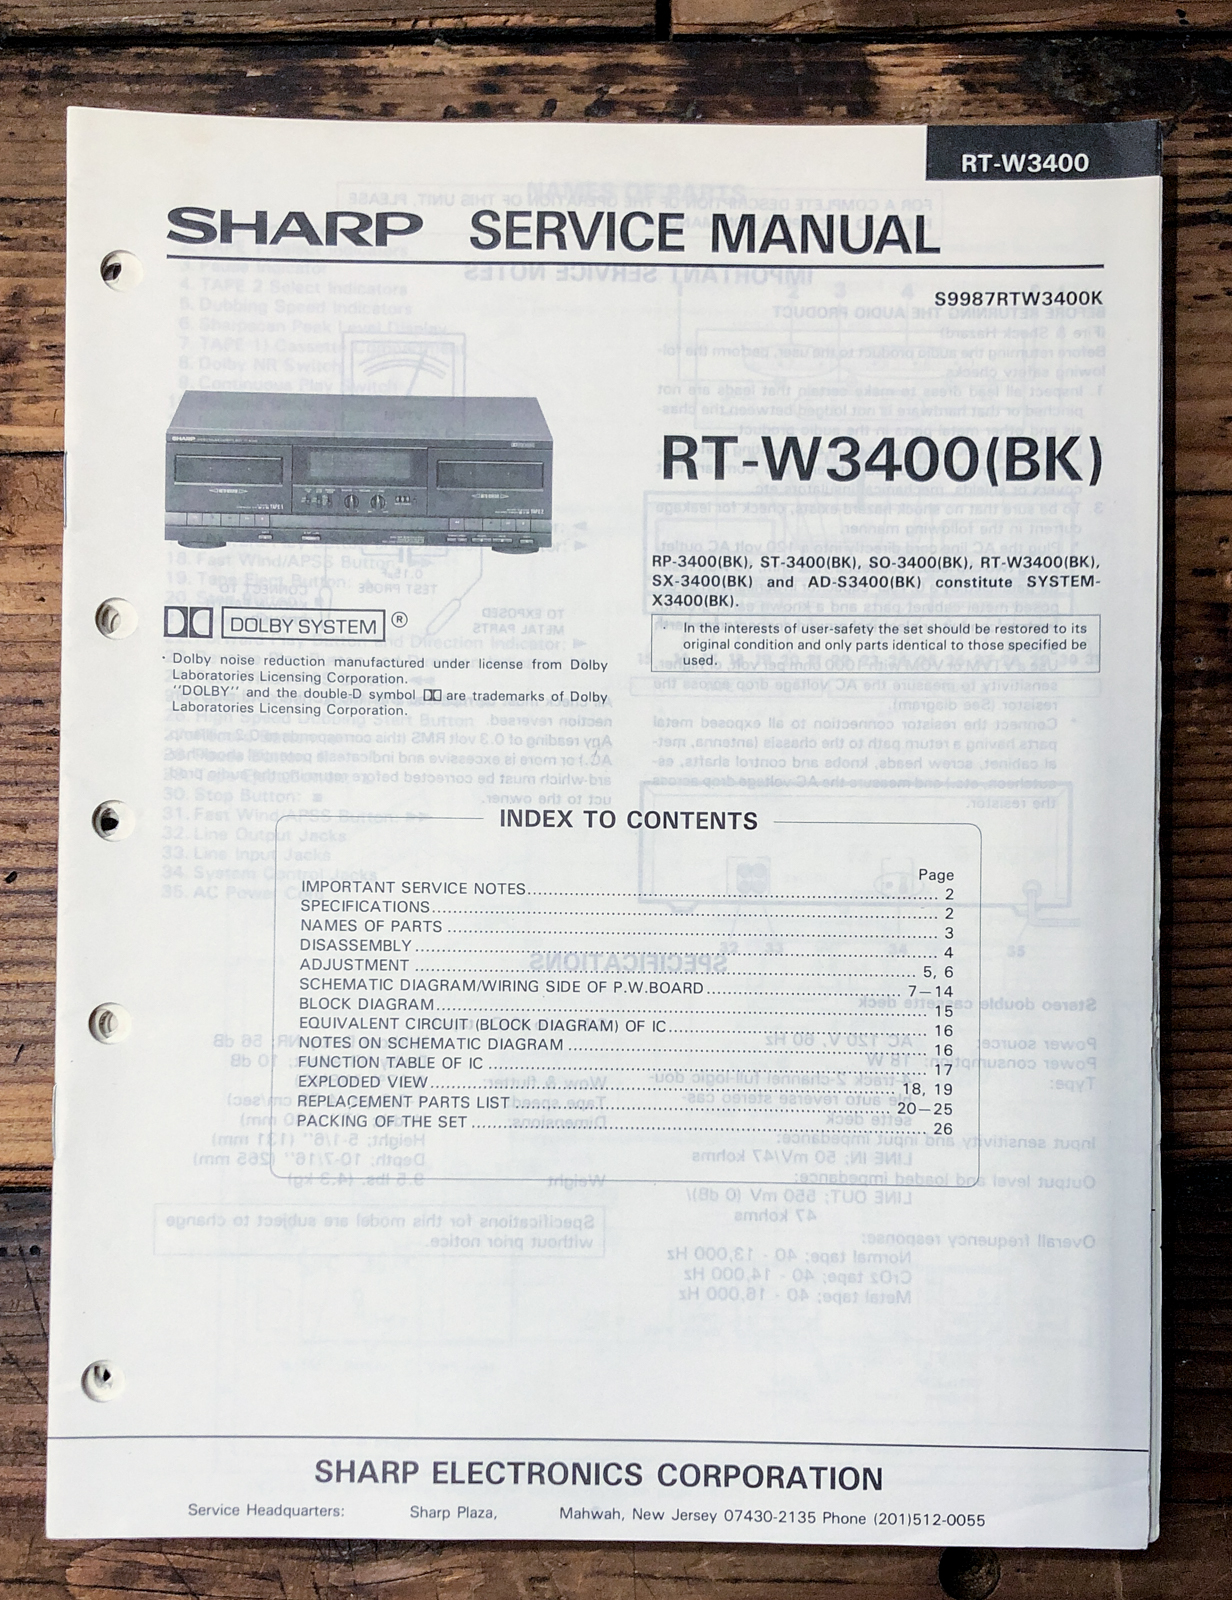 RT-W3400
SHARP SERVICE MANUAL
S9987RTW3400K
SHARP
RT-W3400(BK)
RP-3400(BK), ST-3400(BK), SO-3400(BK), RT-W3400(BK),
SX-3400(BK) and AD-S3400(BK) constitute SYSTEM-
X3400(BK).
DOLBY SYSTEM ®
· In the interests of user-safety the set should be restored to its
original condition and only parts identical to those specified be
used.
· Dolby noise reduction manufactured under license from Dolby
Laboratories Licensing Corporation.
"DOLBY" and the double-D symbol are trademarks of Dolby
Laboratories Licensing Corporation.
INDEX TO CONTENTS
Page
IMPORTANT SERVICE NOTES 2
SPECIFICATIONS 2
NAMES OF PARTS 3
DISASSEMBLY 4
ADJUSTMENT 5, 6
SCHEMATIC DIAGRAM/WIRING SIDE OF P.W.BOARD 7—14
BLOCK DIAGRAM 15
EQUIVALENT CIRCUIT (BLOCK DIAGRAM) OF IC 16
NOTES ON SCHEMATIC DIAGRAM 16
FUNCTION TABLE OF IC 17
EXPLODED VIEW 18, 19
REPLACEMENT PARTS LIST 20—25
PACKING OF THE SET 26
SHARP ELECTRONICS CORPORATION
Service Headquarters: Sharp Plaza, Mahwah, New Jersey 07430-2135 Phone (201)512-0055